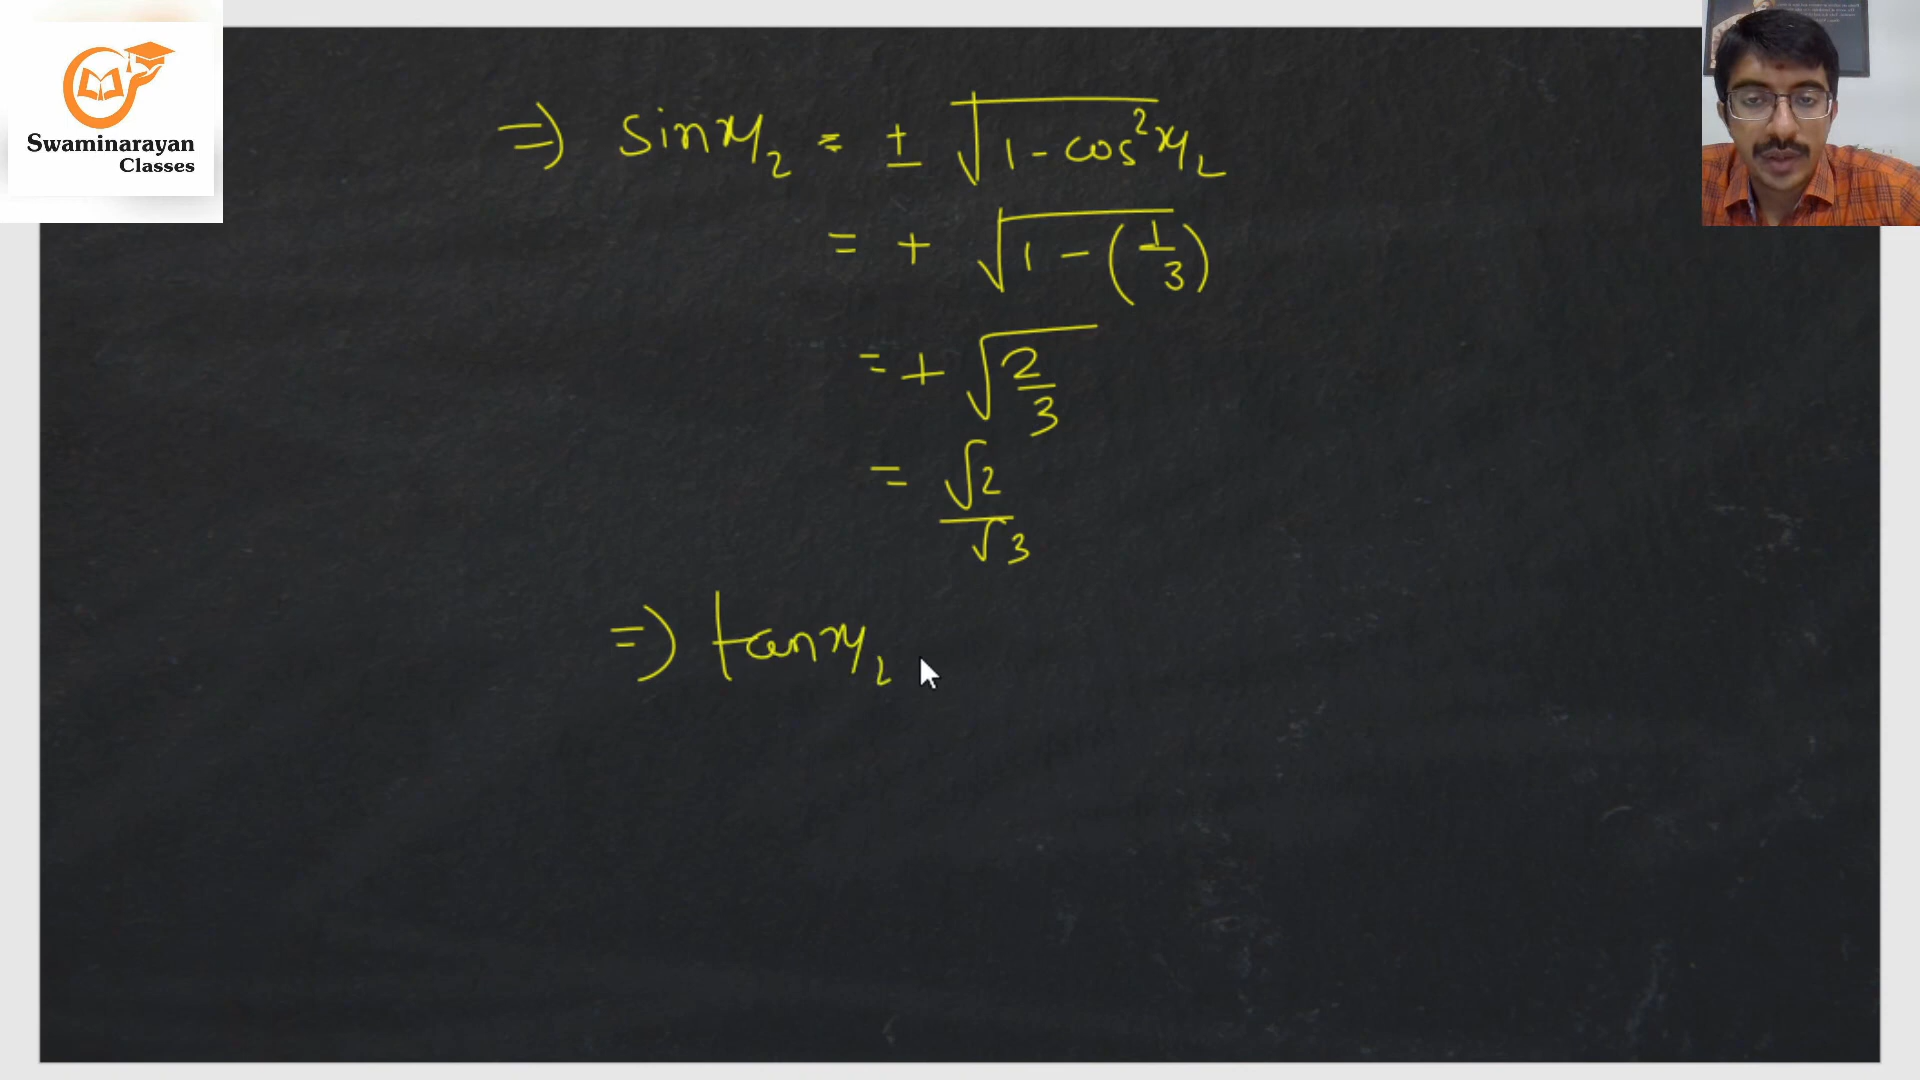 Swaminarayan
Classes
⇒ sin x/2 = ± √(1 - cos² x/2)
= + √(1 - (1/3))
= + √(2/3)
= √2/√3
⇒ tan x/2